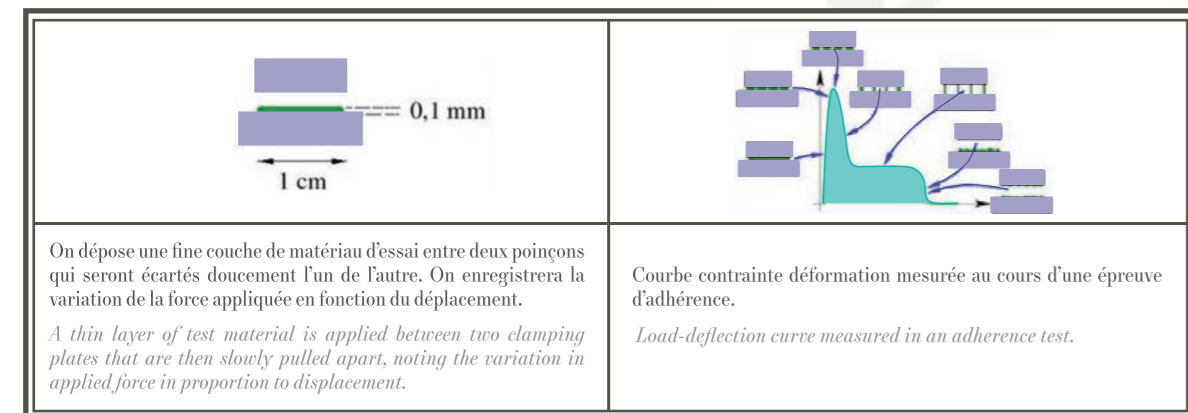 0,1 mm
1 cm
On dépose une fine couche de matériau d'essai entre deux poinçons
qui seront écartés doucement l'un de l'autre. On enregistrera la
variation de la force appliquée en fonction du déplacement.
A thin layer of test material is applied between two clamping
plates that are then slowly pulled apart, noting the variation in
applied force in proportion to displacement.
Courbe contrainte déformation mesurée au cours d'une épreuve
d'adhérence.
Load-deflection curve measured in an adherence test.